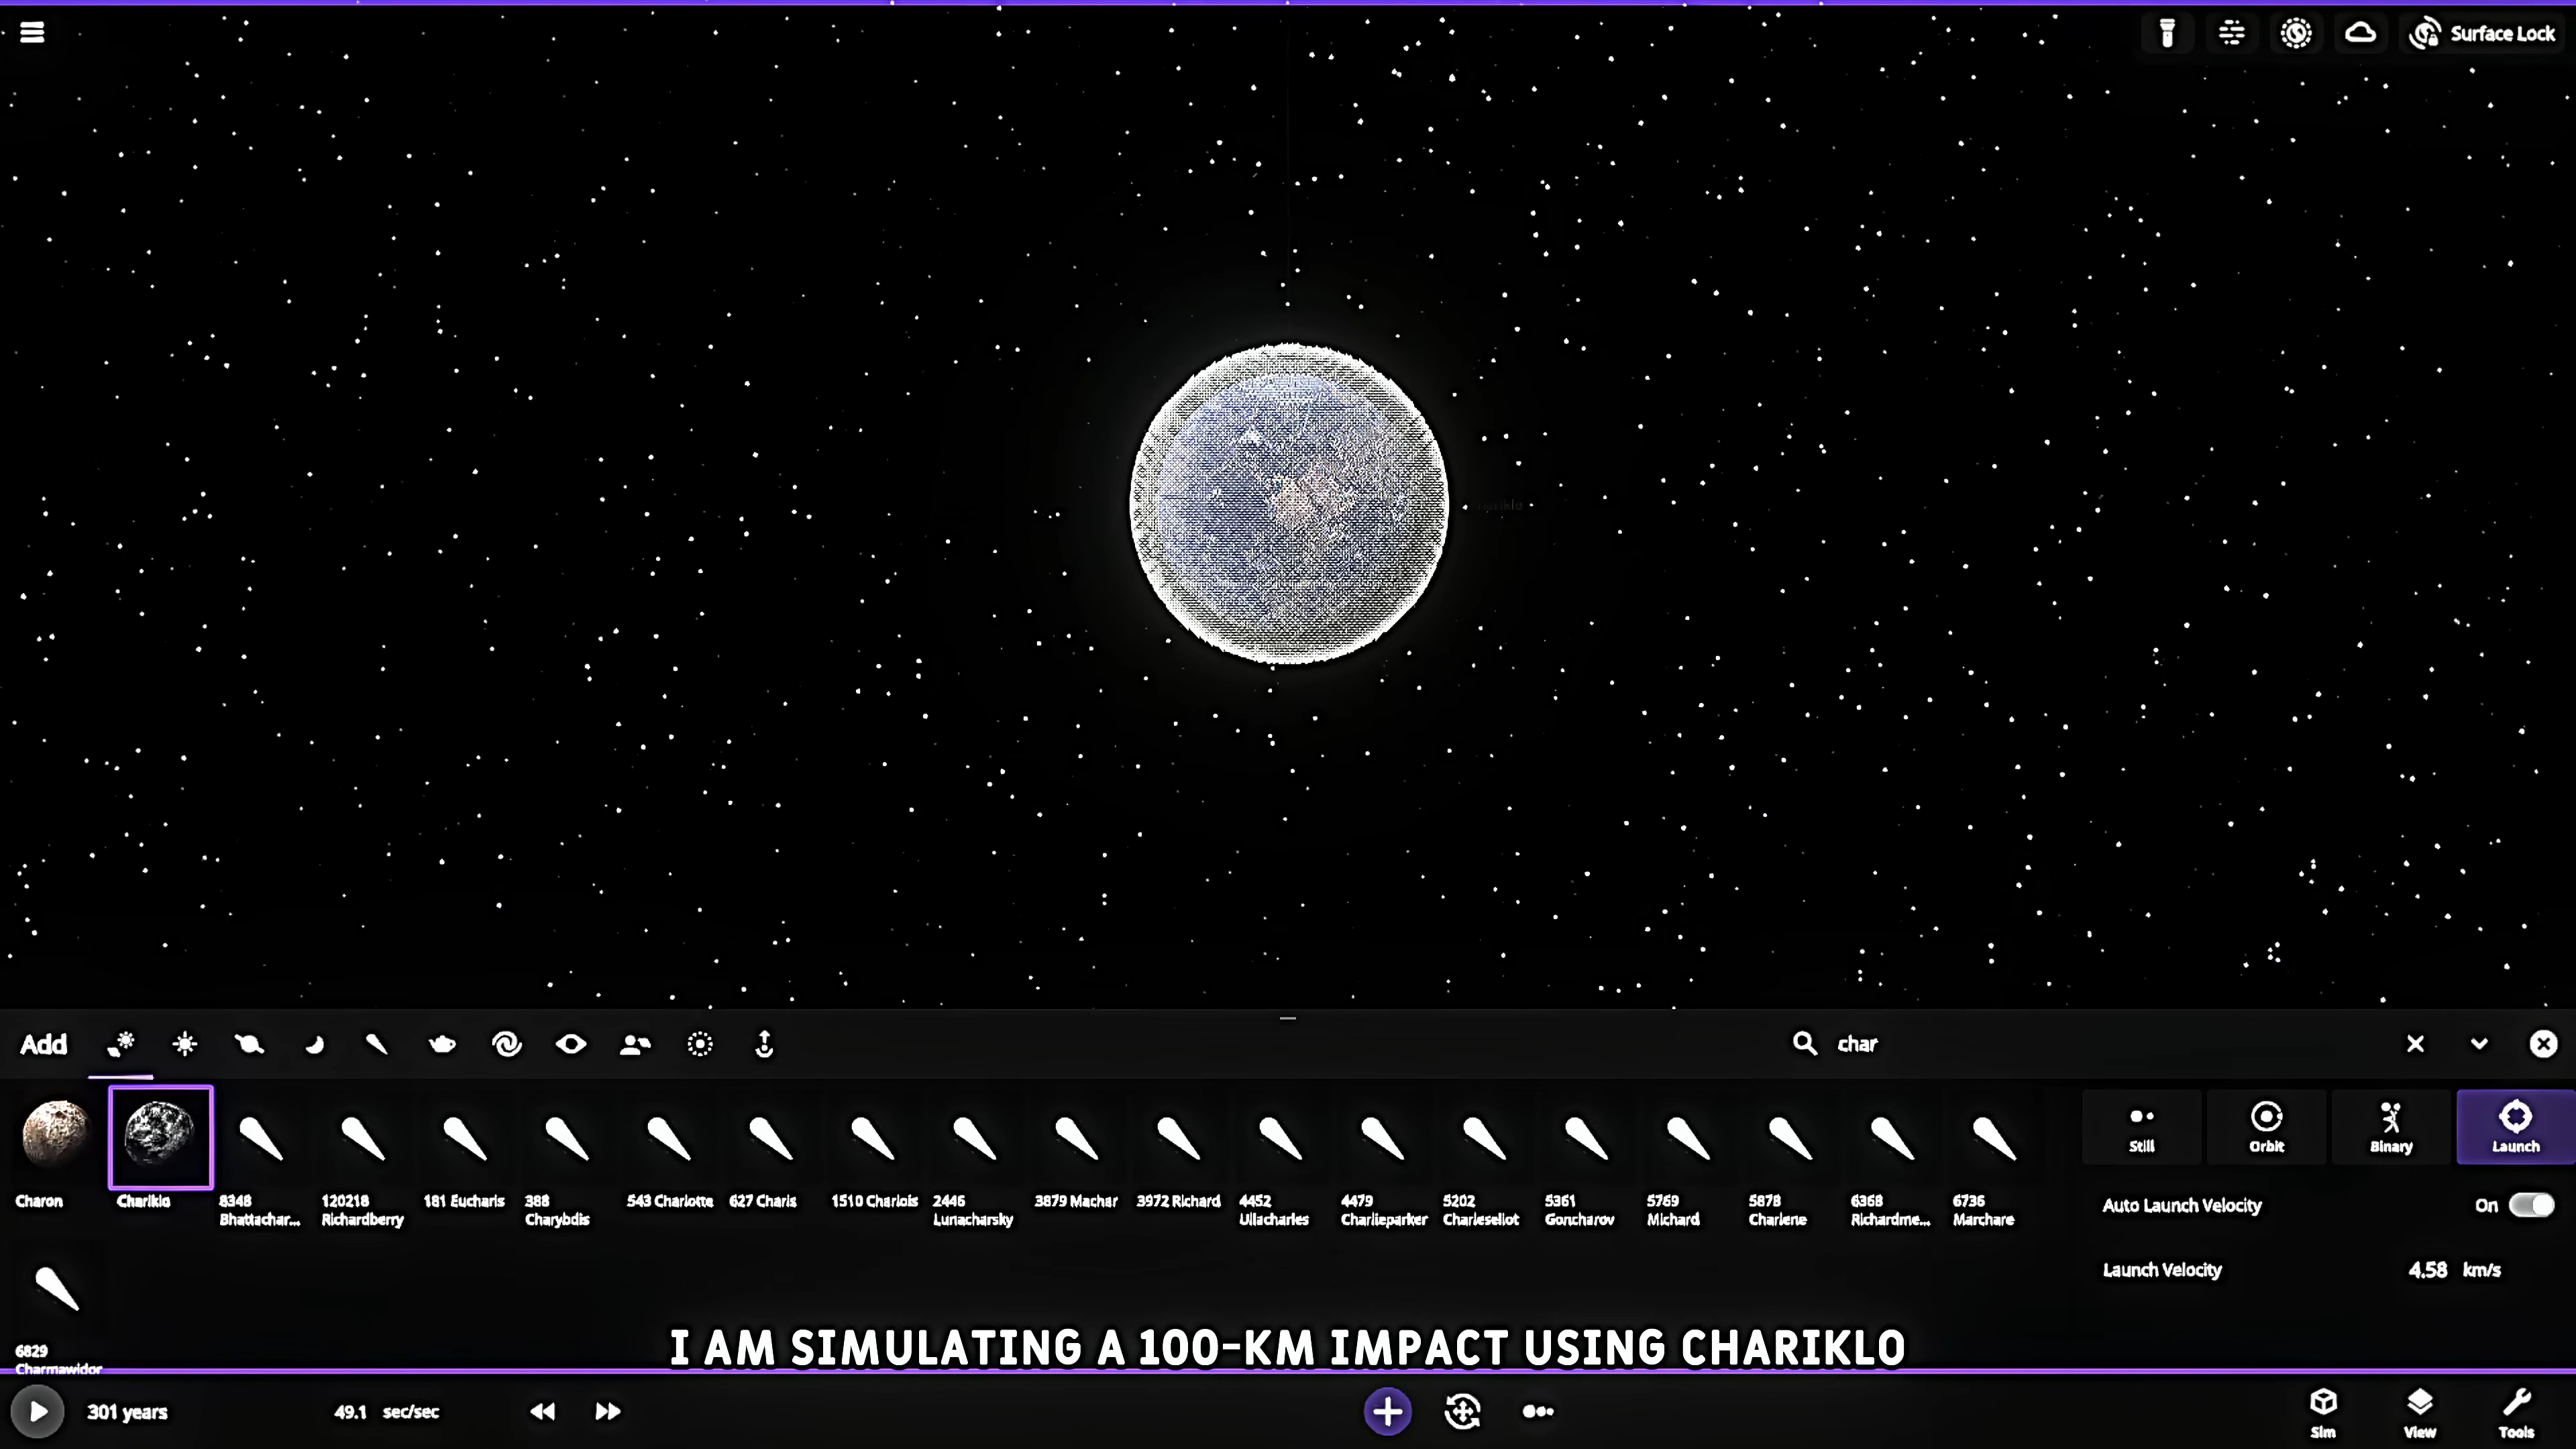 Surface Lock
Add
char
Charon
Chariklo
8348 Bhattachar...
120218 Richardberry
181 Eucharis
388 Charybdis
543 Charlotte
627 Charis
1510 Charlois
2446 Lunacharsky
3879 Machar
3972 Richard
4452 Ullacharles
4479 Charlieparker
5202 Charleseliot
5361 Goncharov
5769 Michard
5878 Charlene
6368 Richardme...
6736 Marchare
Still
Orbit
Binary
Launch
Auto Launch Velocity
On
Launch Velocity
4.58 km/s
6829 Charmawidor
I AM SIMULATING A 100-KM IMPACT USING CHARIKLO
301 years
49.1 sec/sec
Sim
View
Tools